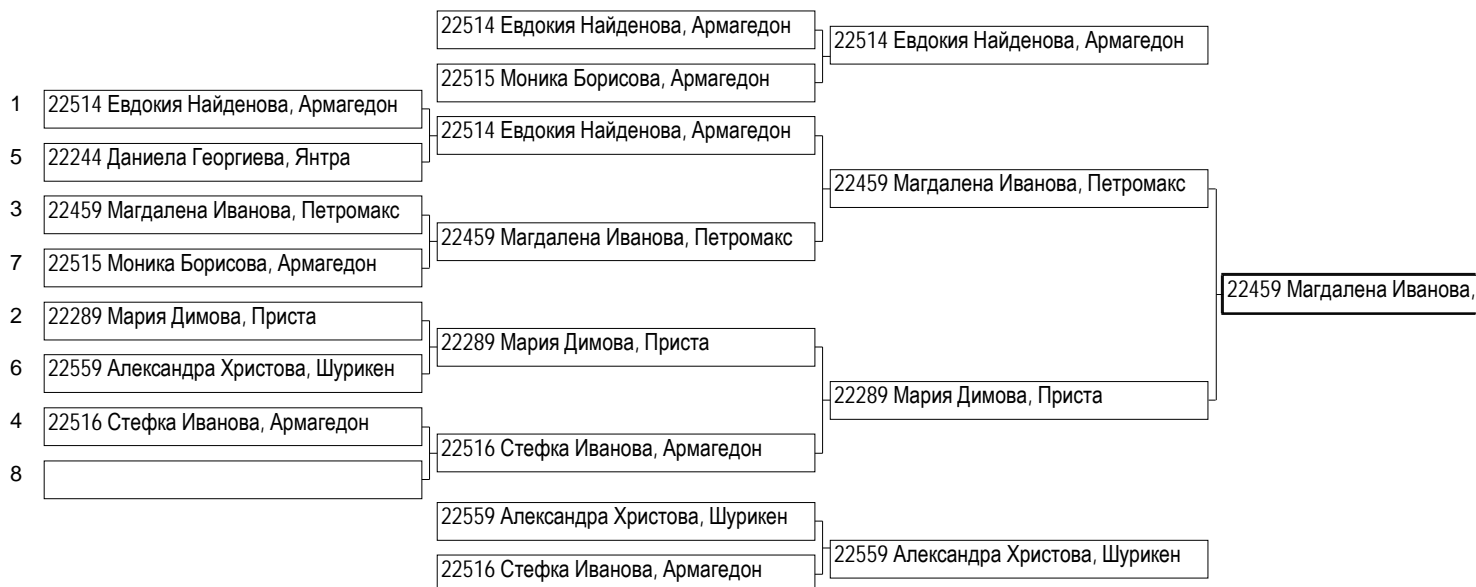 22514 Евдокия Найденова, Армагедон
22514 Евдокия Найденова, Армагедон
22515 Моника Борисова, Армагедон
1 22514 Евдокия Найденова, Армагедон
22514 Евдокия Найденова, Армагедон
5 22244 Даниела Георгиева, Янтра
22459 Магдалена Иванова, Петромакс
3 22459 Магдалена Иванова, Петромакс
22459 Магдалена Иванова, Петромакс
7 22515 Моника Борисова, Армагедон
22459 Магдалена Иванова,
2 22289 Мария Димова, Приста
22289 Мария Димова, Приста
6 22559 Александра Христова, Шурикен
22289 Мария Димова, Приста
4 22516 Стефка Иванова, Армагедон
22516 Стефка Иванова, Армагедон
8
22559 Александра Христова, Шурикен
22559 Александра Христова, Шурикен
22516 Стефка Иванова, Армагедон